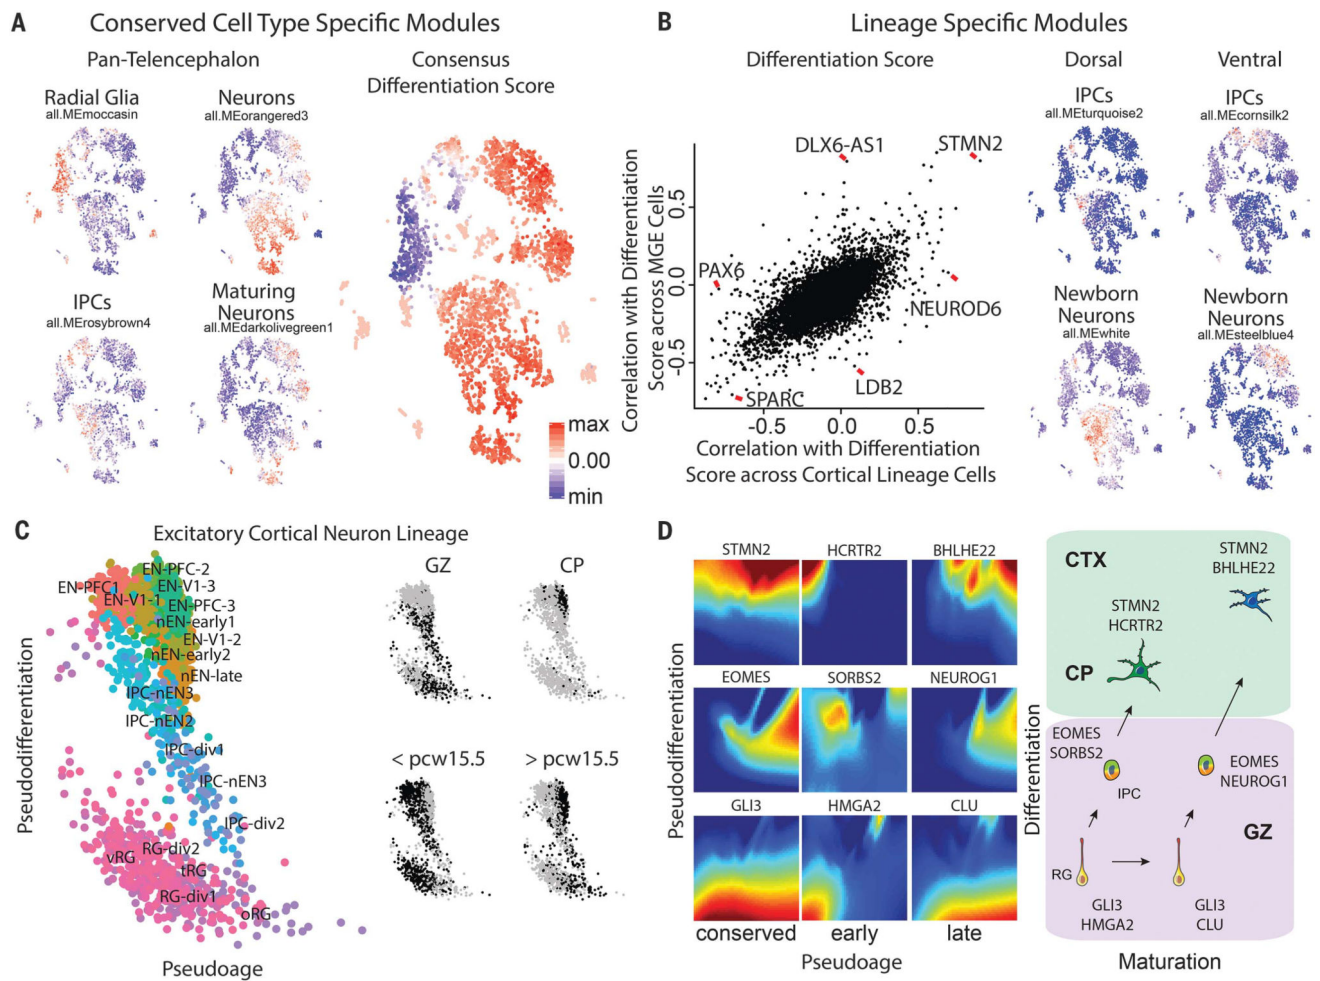 A
Conserved Cell Type Specific Modules
Pan-Telencephalon
Radial Glia
all.MEmoccasin
Neurons
all.MEorangered3
IPCs
all.MErosybrown4
Maturing
Neurons
all.MEdarkolivegreen1
Consensus
Differentiation Score
max
0.00
min
B
Lineage Specific Modules
Differentiation Score
Correlation with Differentiation
Score across MGE Cells
0.5
0.0
-0.5
DLX6-AS1
STMN2
PAX6
NEUROD6
LDB2
SPARC
-0.5
0.0
0.5
Correlation with Differentiation
Score across Cortical Lineage Cells
Dorsal
Ventral
IPCs
all.MEturquoise2
IPCs
all.MEcornsilk2
Newborn
Neurons
all.MEwhite
Newborn
Neurons
all.MEsteelblue4
C
Excitatory Cortical Neuron Lineage
Pseudodifferentiation
EN-PFC-2
EN-PFC1
EN-V1-3
EN-V1-1
EN-PFC-3
nEN-early1
EN-V1-2
nEN-early2
nEN-late
IPC-nEN3
IPC-nEN2
IPC-div1
IPC-nEN3
IPC-div2
RG-div2
vRG
tRG
RG-div1
oRG
Pseudoage
GZ
CP
< pcw15.5
> pcw15.5
D
Pseudodifferentiation
STMN2
HCRTR2
BHLHE22
EOMES
SORBS2
NEUROG1
GLI3
HMGA2
CLU
conserved
early
late
Pseudoage
Differentiation
CTX
STMN2
BHLHE22
STMN2
HCRTR2
CP
EOMES
SORBS2
IPC
EOMES
NEUROG1
GZ
RG
GLI3
HMGA2
GLI3
CLU
Maturation